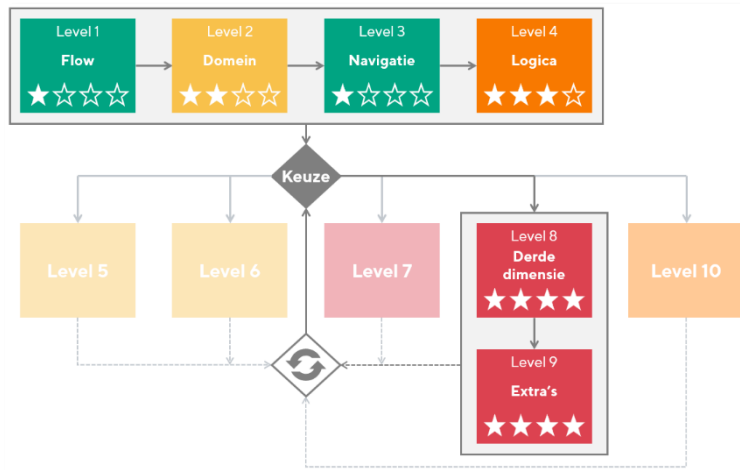 Level 1
Flow
Level 2
Domein
Level 3
Navigatie
Level 4
Logica
Keuze
Level 5
Level 6
Level 7
Level 8
Derde
dimensie
Level 10
Level 9
Extra's